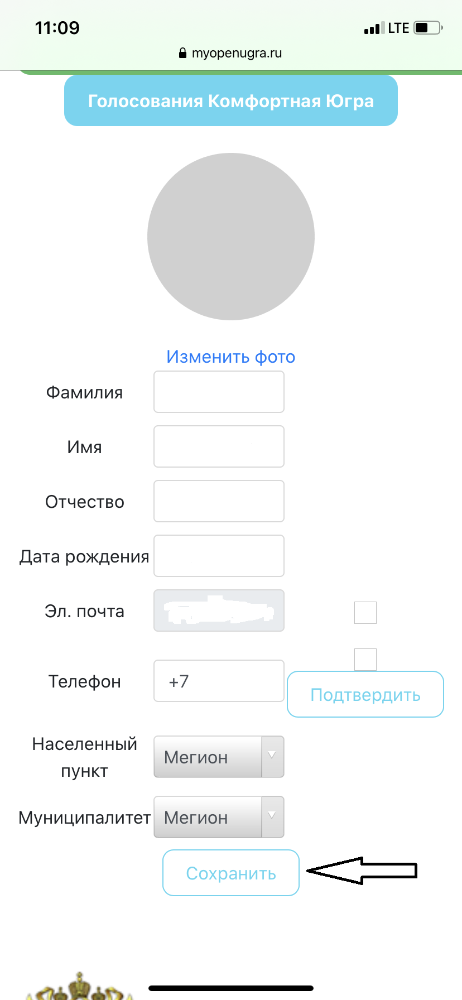 11:09
LTE
myopenugra.ru
Голосования Комфортная Югра
Изменить фото
Фамилия
Имя
Отчество
Дата рождения
Эл. почта
Телефон
+7
Подтвердить
Населенный
пункт
Мегион
Муниципалитет
Мегион
Сохранить